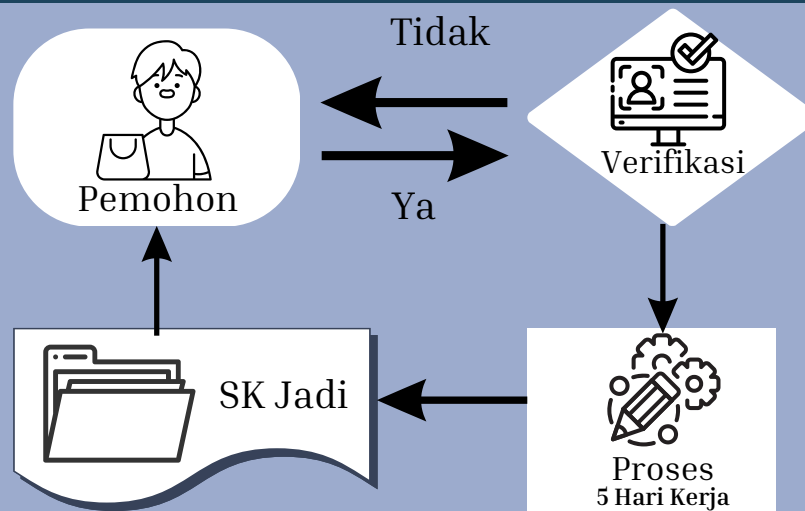 Tidak
Verifikasi
Pemohon
Ya
SK Jadi
Proses
5 Hari Kerja